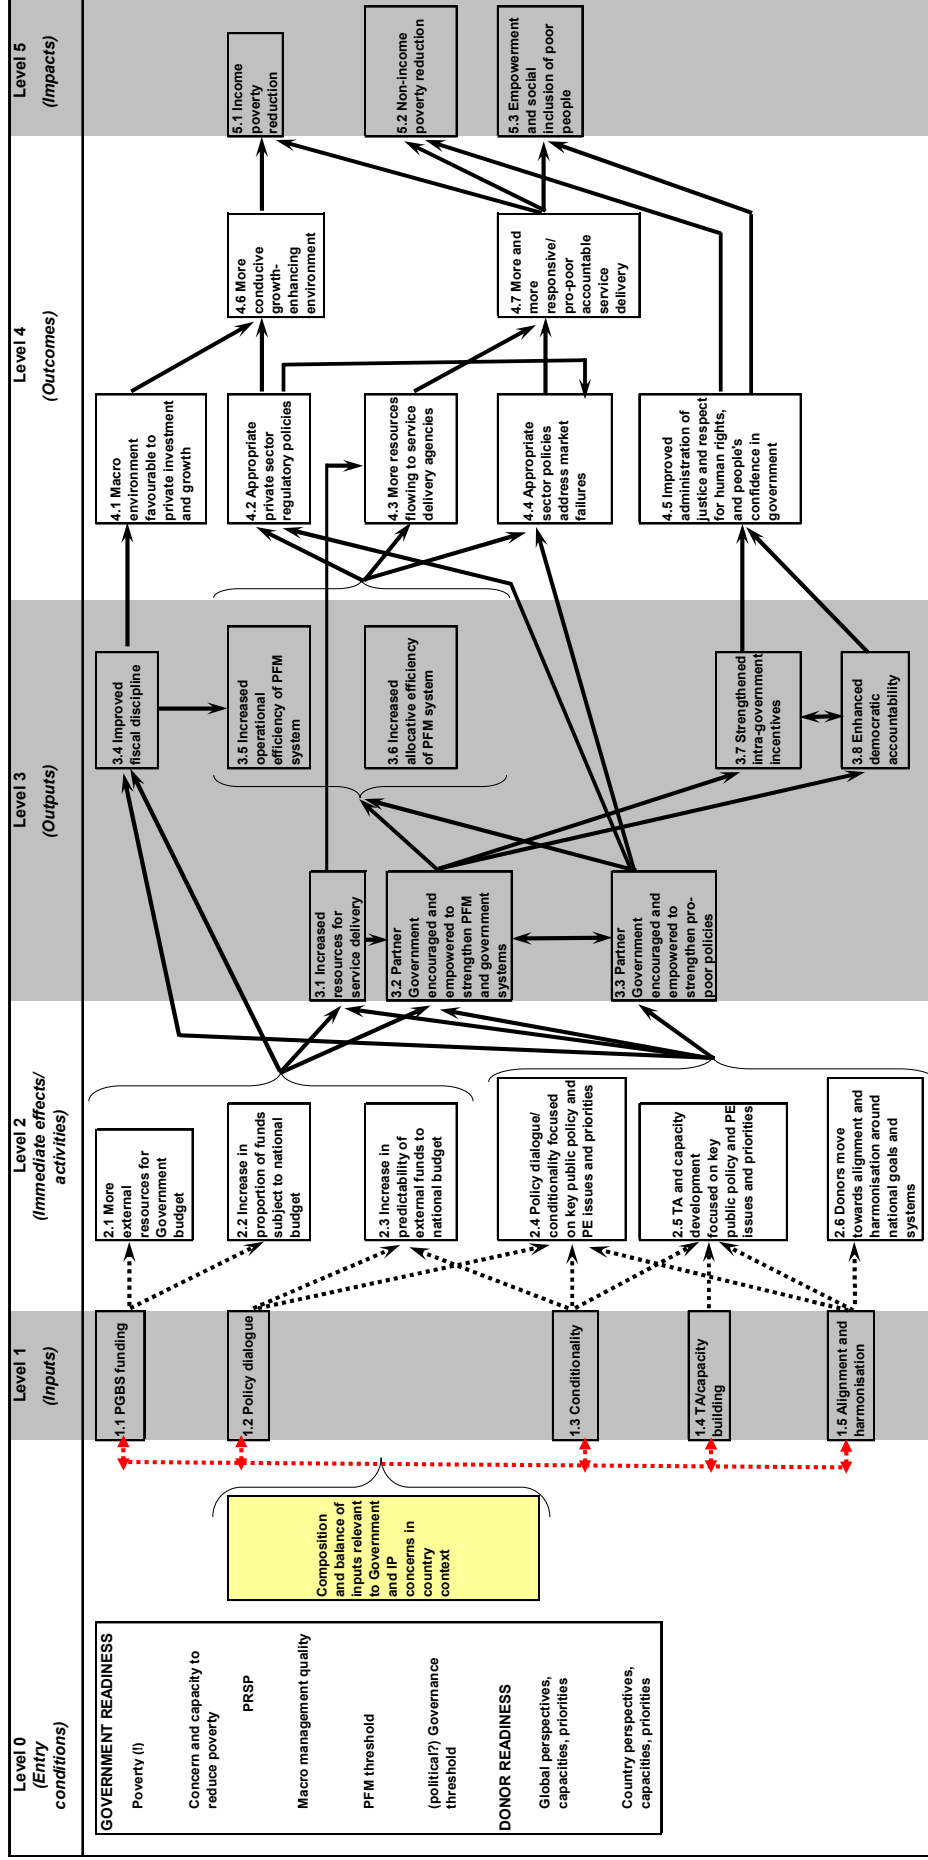 Level 0
(Entry
conditions)
Level 1
(Inputs)
Level 2
(Immediate effects/
activities)
Level 3
(Outputs)
Level 4
(Outcomes)
Level 5
(Impacts)
GOVERNMENT READINESS
Poverty (!)
Concern and capacity to
reduce poverty
PRSP
Macro management quality
PFM threshold
(political?) Governance
threshold
DONOR READINESS
Global perspectives,
capacities, priorities
Country perspectives,
capacities, priorities
Composition
and balance of
inputs relevant
to Government
and IP
concerns in
country
context
1.1 PGBS funding
1.2 Policy dialogue
1.3 Conditionality
1.4 TA/capacity
building
1.5 Alignment and
harmonisation
2.1 More
external
resources for
Government
budget
2.2 Increase in
proportion of funds
subject to national
budget
2.3 Increase in
predictability of
external funds to
national budget
2.4 Policy dialogue/
conditionality focused
on key public policy and
PE issues and priorities
2.5 TA and capacity
development
focused on key
public policy and PE
issues and priorities
2.6 Donors move
towards alignment and
harmonisation around
national goals and
systems
3.1 Increased
resources for
service delivery
3.2 Partner
Government
encouraged and
empowered to
strengthen PFM
and government
systems
3.3 Partner
Government
encouraged and
empowered to
strengthen pro-
poor policies
3.4 Improved
fiscal discipline
3.5 Increased
operational
efficiency of PFM
system
3.6 Increased
allocative efficiency
of PFM system
3.7 Strengthened
intra-government
incentives
3.8 Enhanced
democratic
accountability
4.1 Macro
environment
favourable to
private investment
and growth
4.2 Appropriate
private sector
regulatory policies
4.3 More resources
flowing to service
delivery agencies
4.4 Appropriate
sector policies
address market
failures
4.5 Improved
administration of
justice and respect
for human rights,
and people's
confidence in
government
4.6 More
conducive
growth-
enhancing
environment
4.7 More and
more
responsive/
pro-poor
accountable
service
delivery
5.1 Income
poverty
reduction
5.2 Non-income
poverty reduction
5.3 Empowerment
and social
inclusion of poor
people